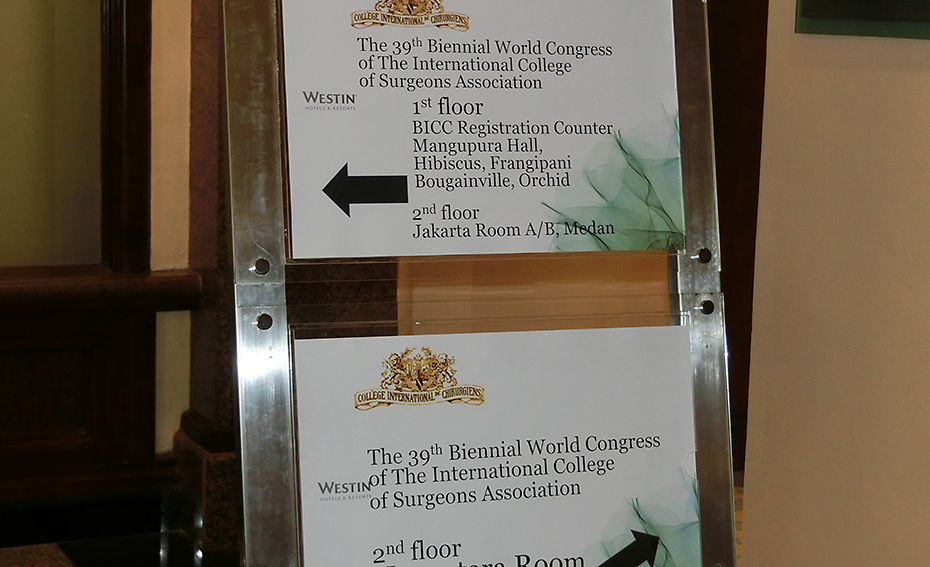 COLLEGE INTERNATIONAL DE CHIRURGIENS
The 39th Biennial World Congress
of The International College
of Surgeons Association
WESTIN
HOTELS & RESORTS
1st floor
BICC Registration Counter
Mangupura Hall,
Hibiscus, Frangipani
Bougainville, Orchid
2nd floor
Jakarta Room A/B, Medan
COLLEGE INTERNATIONAL DE CHIRURGIENS
The 39th Biennial World Congress
of The International College
of Surgeons Association
WESTIN
HOTELS & RESORTS
2nd floor
Room